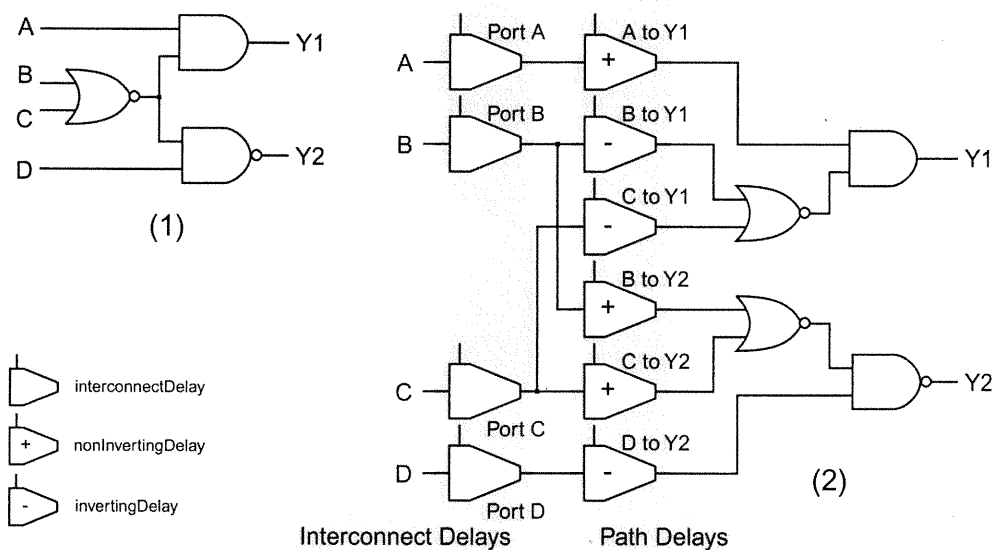 A
B
C
D
Y1
Y2
(1)
Port A
A to Y1
A
+
Port B
B to Y1
B
-
C to Y1
-
Y1
B to Y2
+
C
Port C
C to Y2
+
Y2
D
Port D
D to Y2
-
(2)
interconnectDelay
+ nonInvertingDelay
- invertingDelay
Interconnect Delays
Path Delays